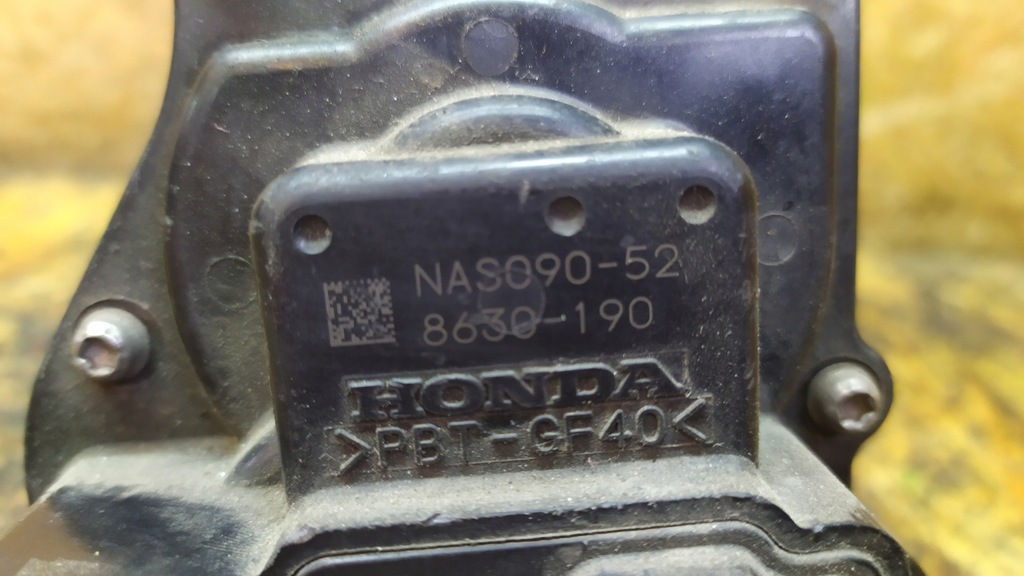 NAS090-52
8630-190
HONDA
>PBT-GF40<